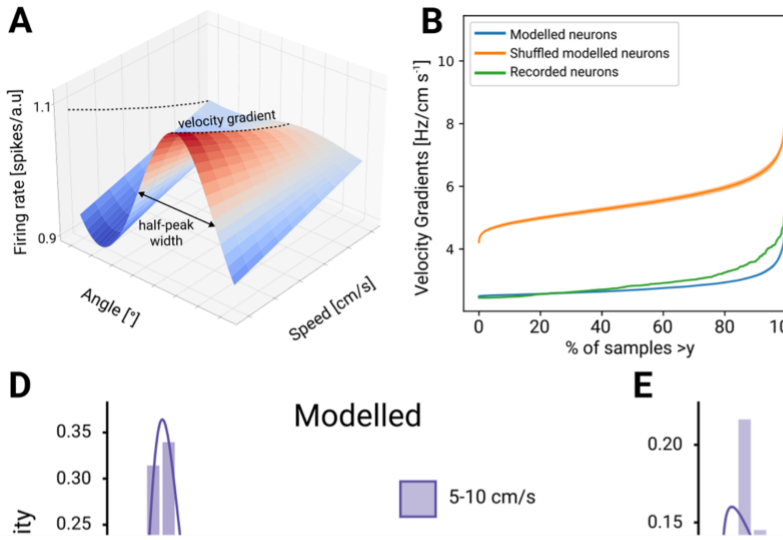 A
1.1
velocity gradient
Firing rate [spikes/a.u]
half-peak
width
0.9
Angle [°]
Speed [cm/s]
B
Modelled neurons
Shuffled modelled neurons
Recorded neurons
Velocity Gradients [Hz/cm s⁻¹]
10
8
6
4
0 20 40 60 80
% of samples >y
D
Modelled
0.35
0.30
0.25
5-10 cm/s
E
0.20
0.15